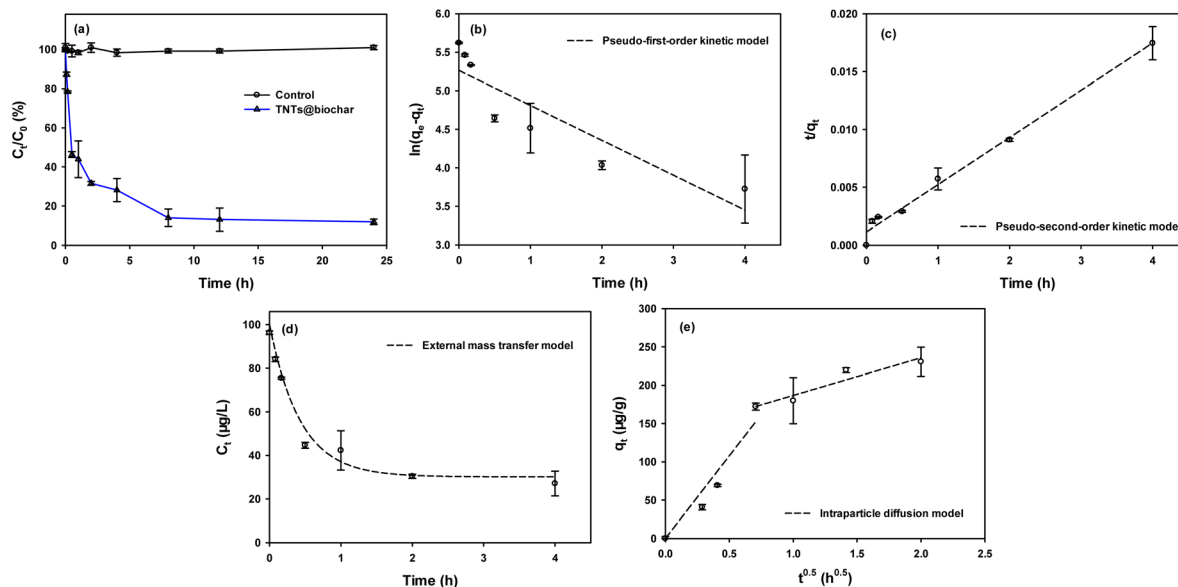 (a)
C_t/C_0 (%)
120
100
80
60
40
20
0
Control
TNTs@biochar
0 5 10 15 20 25
Time (h)
(b)
ln(q_e-q_t)
6.0
5.5
5.0
4.5
4.0
3.5
3.0
Pseudo-first-order kinetic model
0 1 2 3 4
Time (h)
(c)
t/q_t
0.020
0.015
0.010
0.005
0.000
Pseudo-second-order kinetic model
0 1 2 3 4
Time (h)
(d)
C_t (µg/L)
100
80
60
40
20
0
External mass transfer model
0 1 2 3 4
Time (h)
(e)
q_t (µg/g)
300
250
200
150
100
50
0
Intraparticle diffusion model
0.0 0.5 1.0 1.5 2.0 2.5
t^0.5 (h^0.5)